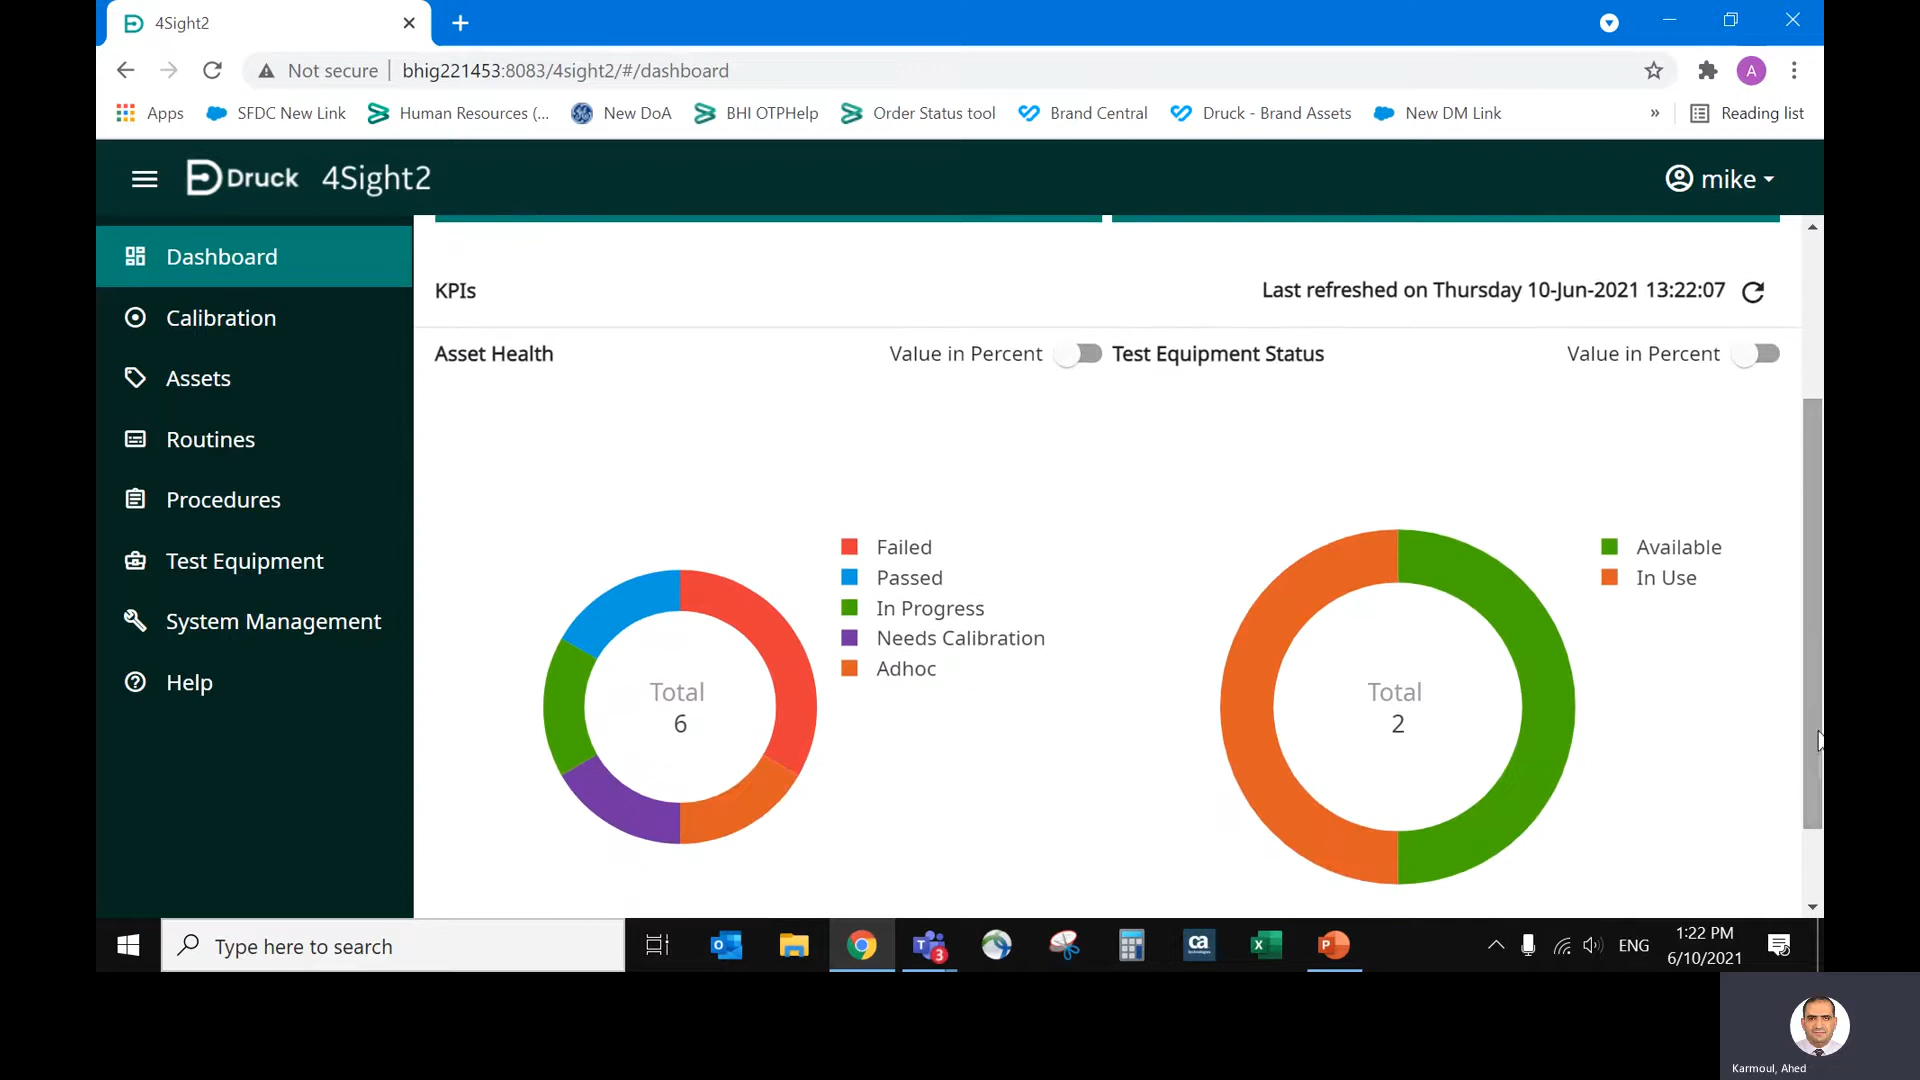 4Sight2
Not secure | bhig221453:8083/4sight2/#/dashboard
A
Apps SFDC New Link Human Resources (... New DoA BHI OTPHelp Order Status tool Brand Central Druck - Brand Assets New DM Link » Reading list
Druck 4Sight2
mike
Dashboard
Calibration
Assets
Routines
Procedures
Test Equipment
System Management
Help
KPIs
Last refreshed on Thursday 10-Jun-2021 13:22:07
Asset Health
Value in Percent
Failed
Passed
In Progress
Needs Calibration
Adhoc
Total
6
Test Equipment Status
Value in Percent
Available
In Use
Total
2
Type here to search
3
ca
ENG
1:22 PM
6/10/2021
Karmoul, Ahed